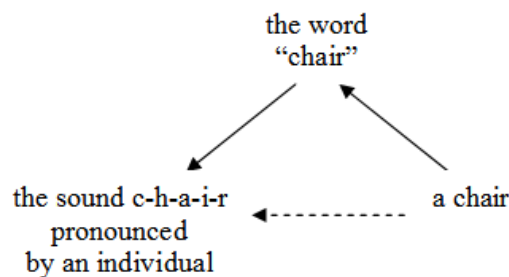 the word
“chair”
the sound c-h-a-i-r
pronounced
by an individual
a chair